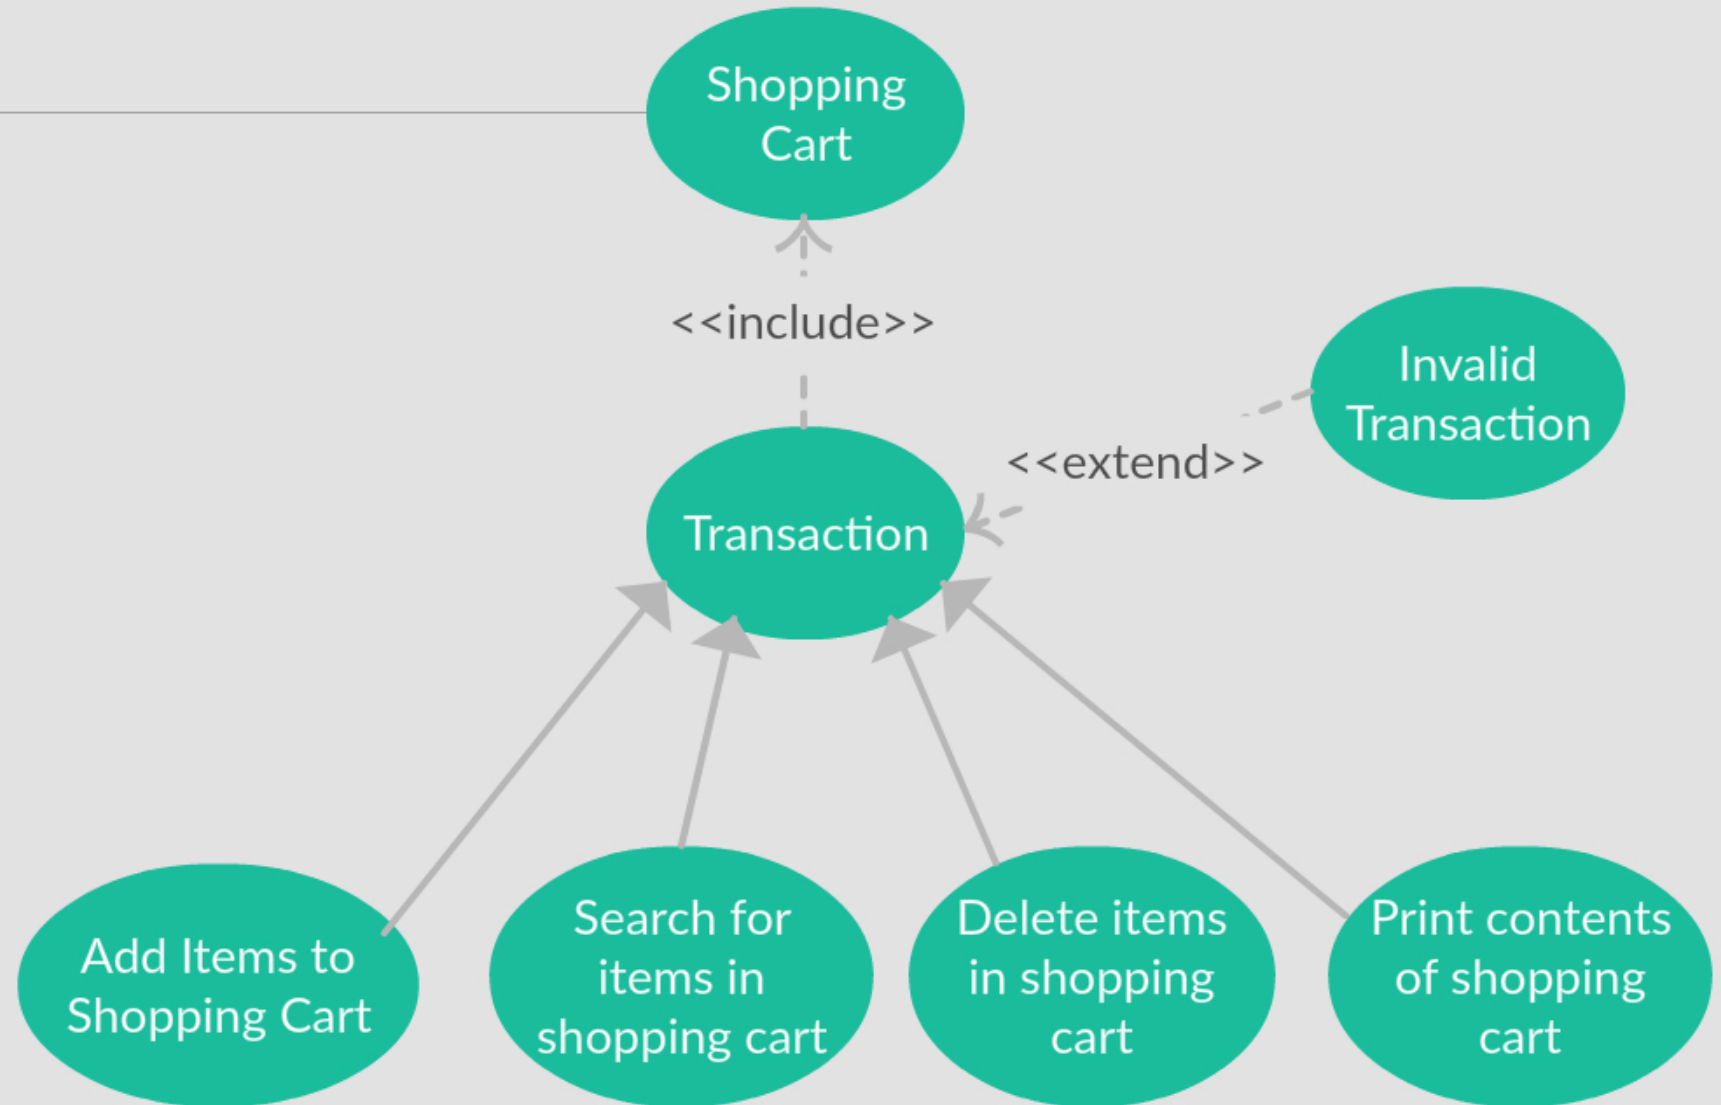 Shopping
Cart
<<include>>
Invalid
Transaction
<<extend>>
Transaction
Add Items to
Shopping Cart
Search for
items in
shopping cart
Delete items
in shopping
cart
Print contents
of shopping
cart